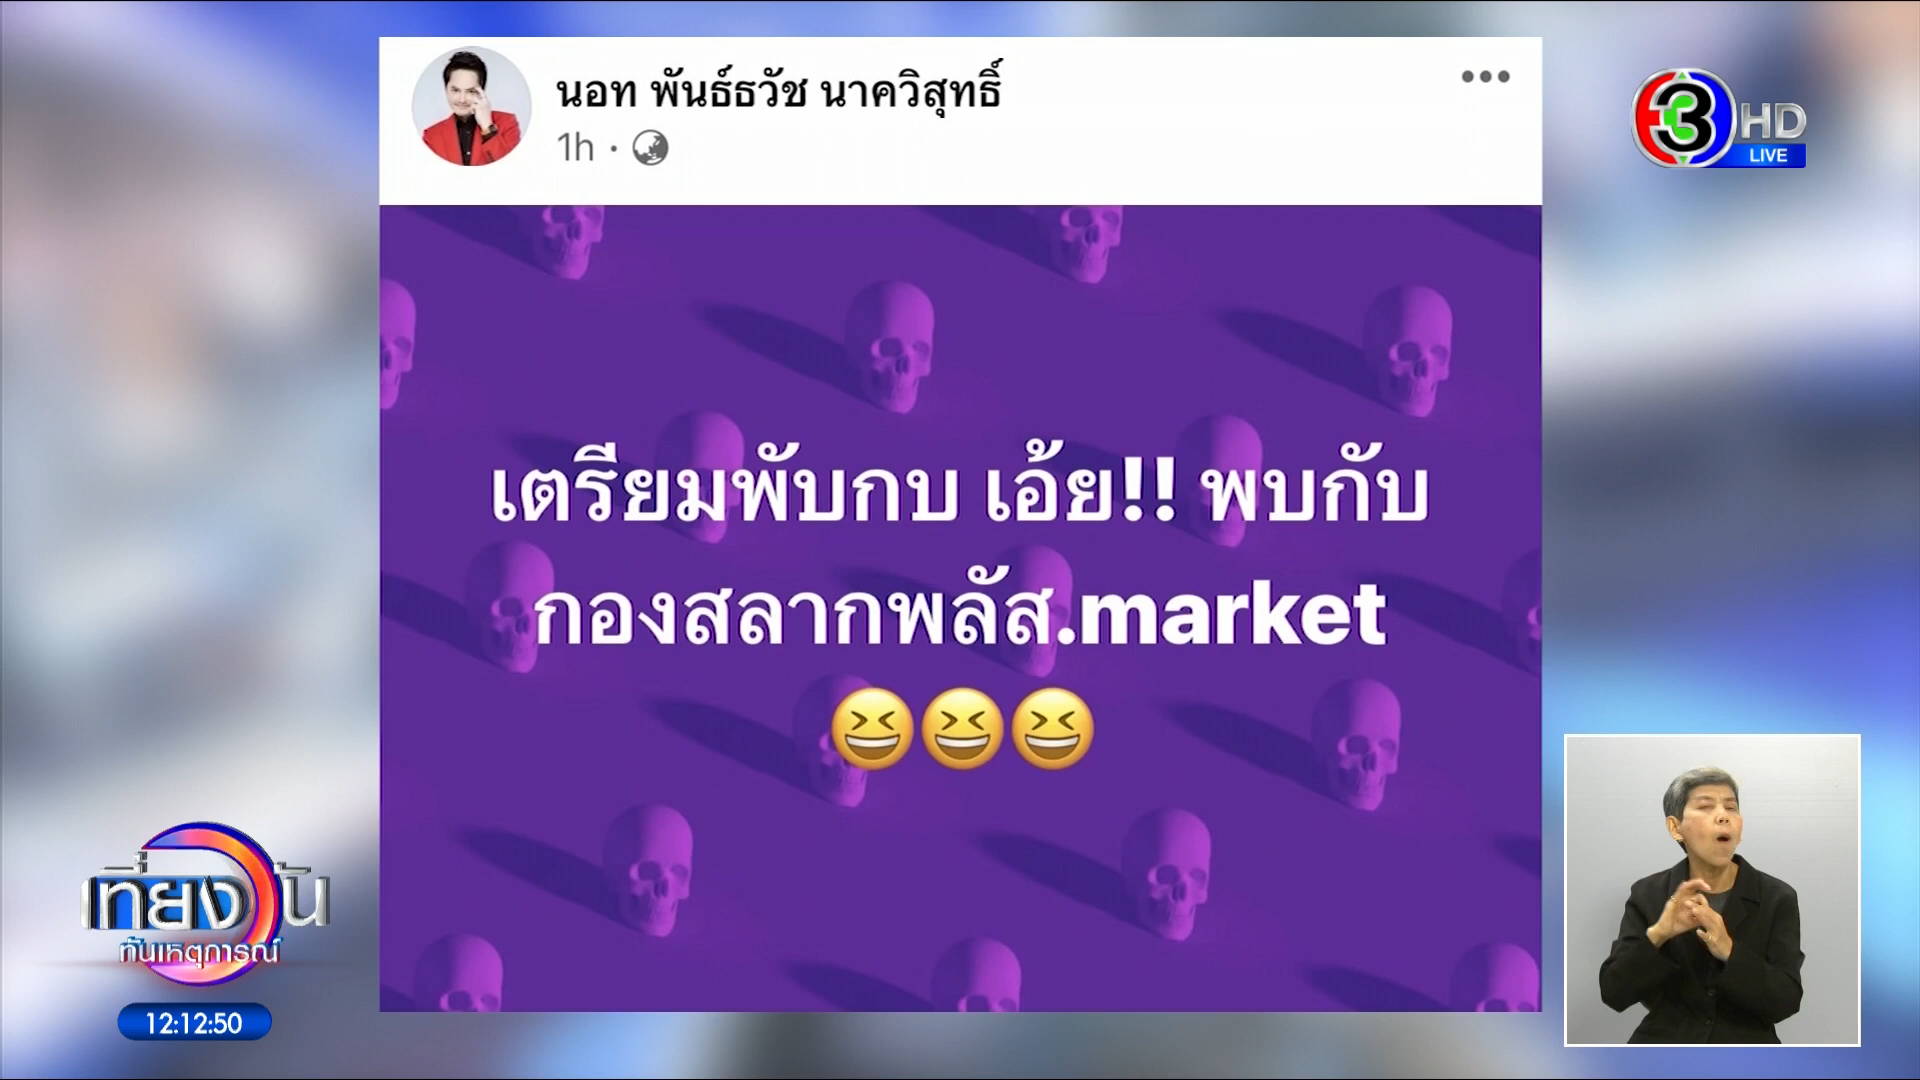 นอท พันธ์ธวัช นาควิสุทธิ์
1h ·
3 HD
LIVE
เตรียมพับกบ เอ้ย!! พบกับ
กองสลากพลัส.market
😆😆😆
เที่ยงวัน
ทันเหตุการณ์
12:12:50